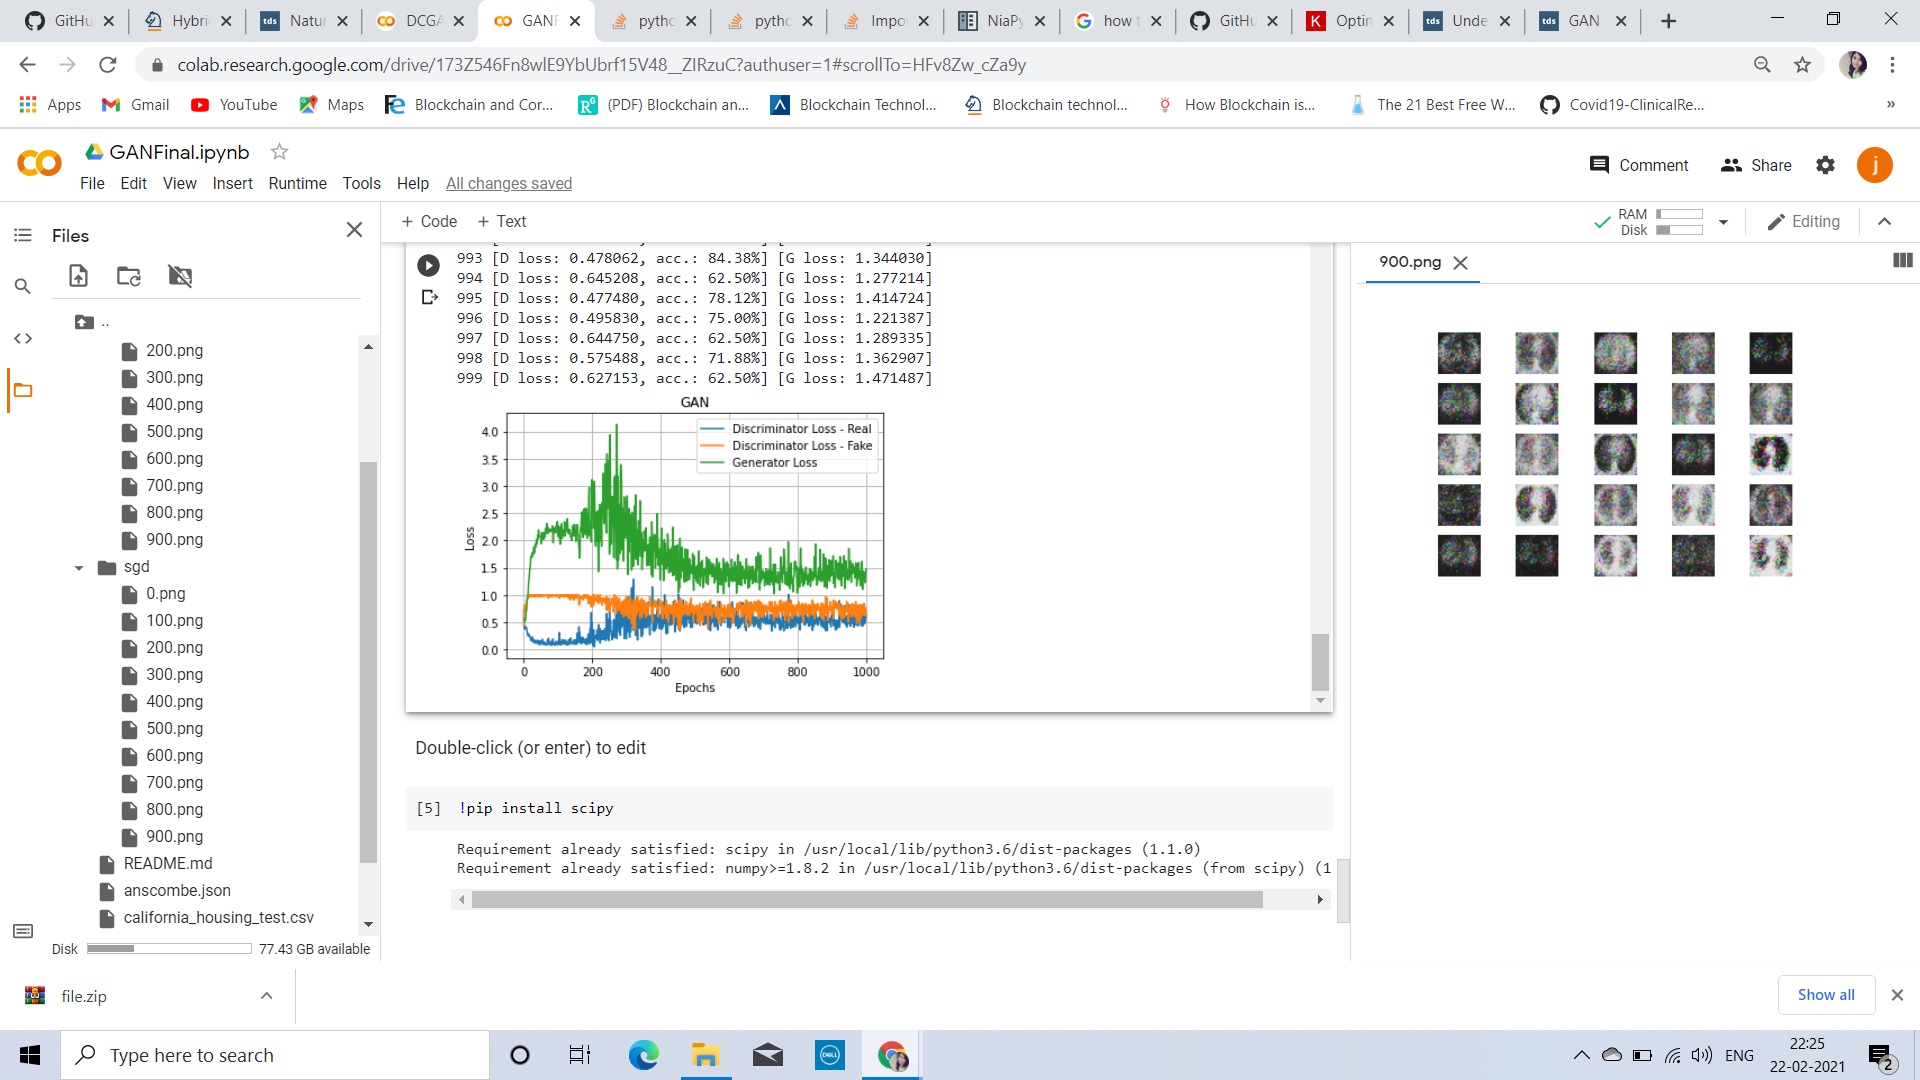 GitHu
Hybri
tds Natur
DCGA
GANF
pytho
pytho
Impo
NiaPy
how t
GitHu
K Optim
tds Unde
tds GAN
colab.research.google.com/drive/173Z546Fn8wlE9YbUbrf15V48__ZIRzuC?authuser=1#scrollTo=HFv8Zw_cZa9y
Apps
Gmail
YouTube
Maps
Blockchain and Cor...
(PDF) Blockchain an...
Blockchain Technol...
Blockchain technol...
How Blockchain is...
The 21 Best Free W...
Covid19-ClinicalRe...
»
GANFinal.ipynb
Comment
Share
j
File Edit View Insert Runtime Tools Help All changes saved
Files
+ Code + Text
RAM
Disk
Editing
..
200.png
300.png
400.png
500.png
600.png
700.png
800.png
900.png
sgd
0.png
100.png
200.png
300.png
400.png
500.png
600.png
700.png
800.png
900.png
README.md
anscombe.json
california_housing_test.csv
Disk 77.43 GB available
993 [D loss: 0.478062, acc.: 84.38%] [G loss: 1.344030]
994 [D loss: 0.645208, acc.: 62.50%] [G loss: 1.277214]
995 [D loss: 0.477480, acc.: 78.12%] [G loss: 1.414724]
996 [D loss: 0.495830, acc.: 75.00%] [G loss: 1.221387]
997 [D loss: 0.644750, acc.: 62.50%] [G loss: 1.289335]
998 [D loss: 0.575488, acc.: 71.88%] [G loss: 1.362907]
999 [D loss: 0.627153, acc.: 62.50%] [G loss: 1.471487]
GAN
Discriminator Loss - Real
Discriminator Loss - Fake
Generator Loss
4.0
3.5
3.0
2.5
2.0
1.5
1.0
0.5
0.0
Loss
0 200 400 600 800 1000
Epochs
Double-click (or enter) to edit
[5] !pip install scipy
Requirement already satisfied: scipy in /usr/local/lib/python3.6/dist-packages (1.1.0)
Requirement already satisfied: numpy>=1.8.2 in /usr/local/lib/python3.6/dist-packages (from scipy) (1
900.png
file.zip
Show all
Type here to search
DELL
ENG
22:25
22-02-2021
2